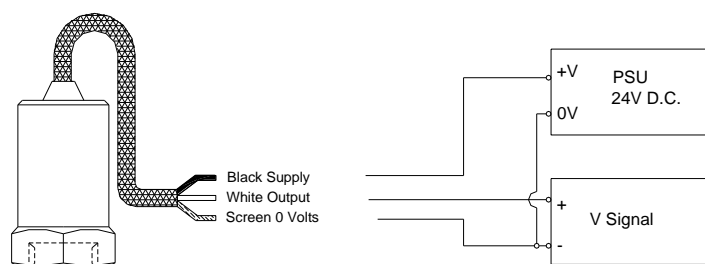 Black Supply
White Output
Screen 0 Volts
+V
PSU
24V D.C.
0V
+
V Signal
-